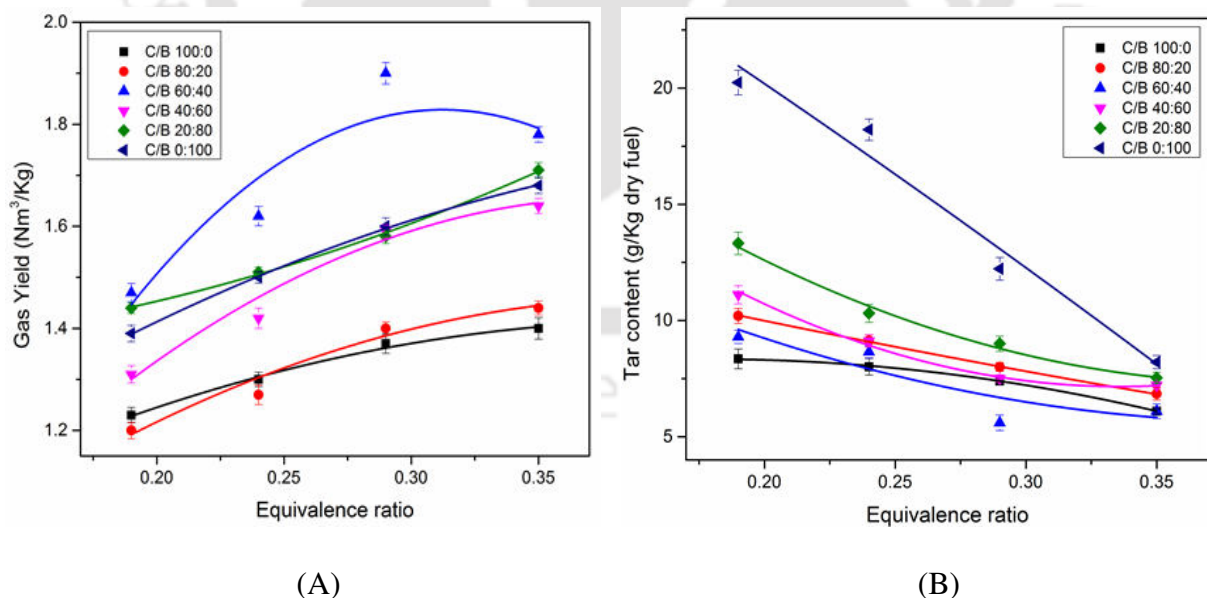 2.0
1.8
1.6
1.4
1.2
Gas Yield (Nm³/Kg)
C/B 100:0
C/B 80:20
C/B 60:40
C/B 40:60
C/B 20:80
C/B 0:100
0.20
0.25
0.30
0.35
Equivalence ratio
(A)
20
15
10
5
Tar content (g/Kg dry fuel)
C/B 100:0
C/B 80:20
C/B 60:40
C/B 40:60
C/B 20:80
C/B 0:100
0.20
0.25
0.30
0.35
Equivalence ratio
(B)